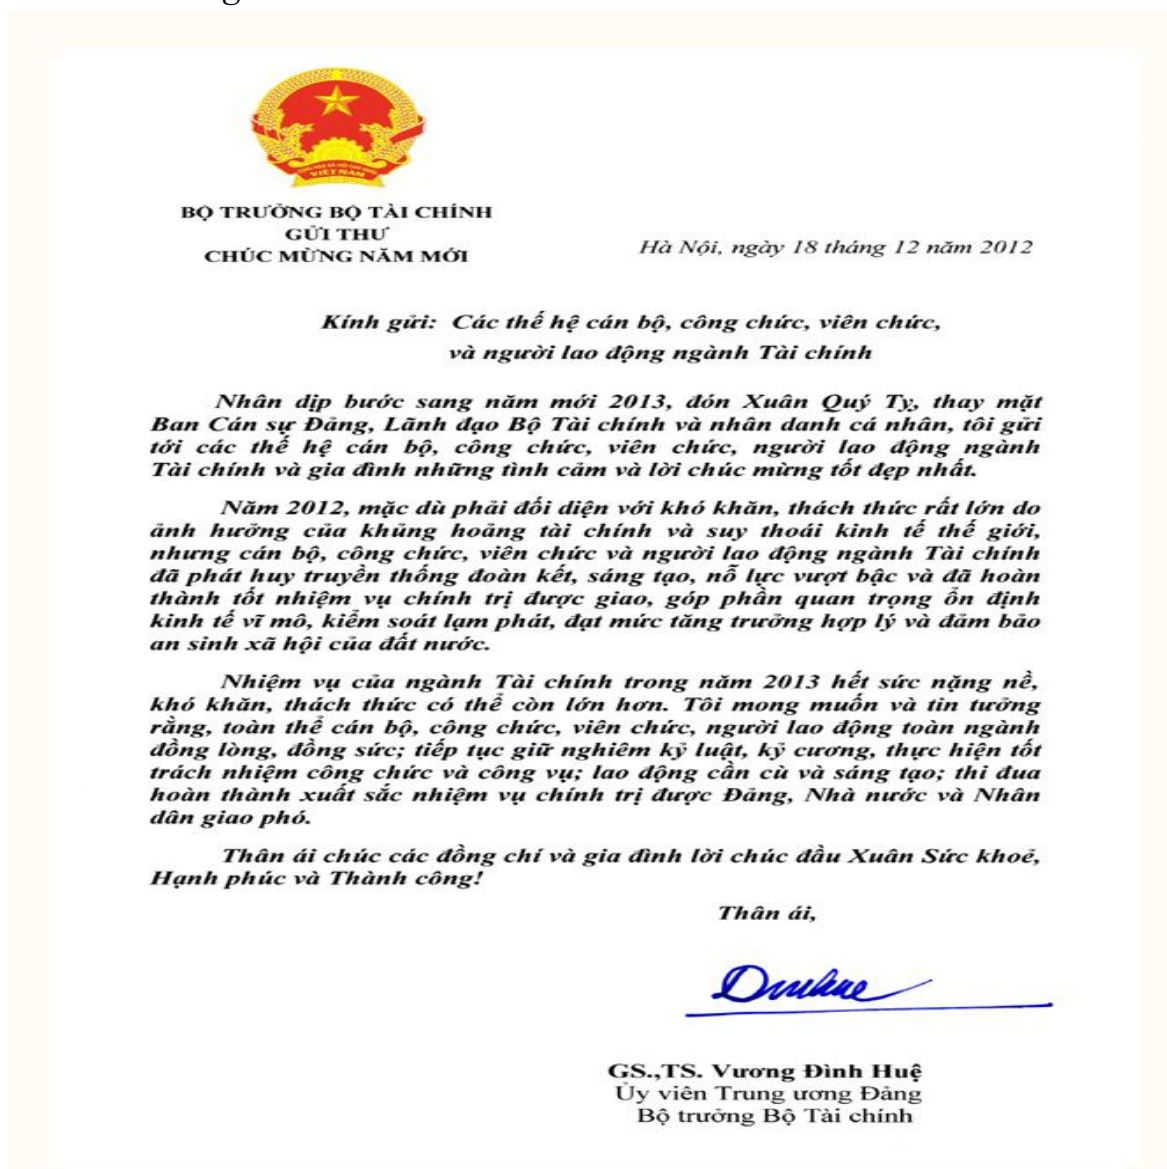 VIỆT NAM
BỘ TRƯỞNG BỘ TÀI CHÍNH
GỬI THƯ
CHÚC MỪNG NĂM MỚI
Hà Nội, ngày 18 tháng 12 năm 2012
Kính gửi: Các thế hệ cán bộ, công chức, viên chức,
và người lao động ngành Tài chính
Nhân dịp bước sang năm mới 2013, đón Xuân Quý Tỵ, thay mặt
Ban Cán sự Đảng, Lãnh đạo Bộ Tài chính và nhân danh cá nhân, tôi gửi
tới các thế hệ cán bộ, công chức, viên chức, người lao động ngành
Tài chính và gia đình những tình cảm và lời chúc mừng tốt đẹp nhất.
Năm 2012, mặc dù phải đối diện với khó khăn, thách thức rất lớn do
ảnh hưởng của khủng hoảng tài chính và suy thoái kinh tế thế giới,
nhưng cán bộ, công chức, viên chức và người lao động ngành Tài chính
đã phát huy truyền thống đoàn kết, sáng tạo, nỗ lực vượt bậc và đã hoàn
thành tốt nhiệm vụ chính trị được giao, góp phần quan trọng ổn định
kinh tế vĩ mô, kiểm soát lạm phát, đạt mức tăng trưởng hợp lý và đảm bảo
an sinh xã hội của đất nước.
Nhiệm vụ của ngành Tài chính trong năm 2013 hết sức nặng nề,
khó khăn, thách thức có thể còn lớn hơn. Tôi mong muốn và tin tưởng
rằng, toàn thể cán bộ, công chức, viên chức, người lao động toàn ngành
đồng lòng, đồng sức; tiếp tục giữ nghiêm kỷ luật, kỷ cương, thực hiện tốt
trách nhiệm công chức và công vụ; lao động cần cù và sáng tạo; thi đua
hoàn thành xuất sắc nhiệm vụ chính trị được Đảng, Nhà nước và Nhân
dân giao phó.
Thân ái chúc các đồng chí và gia đình lời chúc đầu Xuân Sức khoẻ,
Hạnh phúc và Thành công!
Thân ái,
GS.,TS. Vương Đình Huệ
Ủy viên Trung ương Đảng
Bộ trưởng Bộ Tài chính